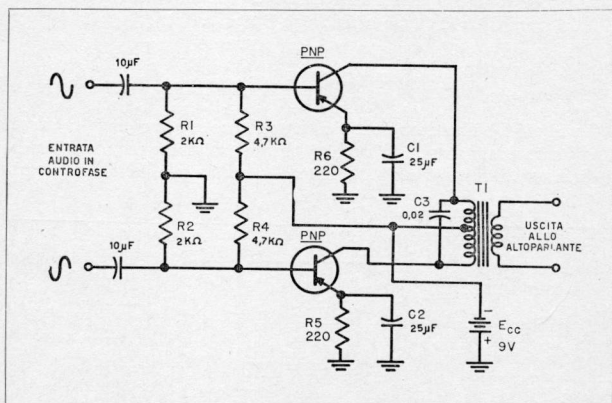 PNP
10µF
R1
2KΩ
R3
4,7KΩ
ENTRATA
AUDIO IN
CONTROFASE
R6
220
C1
25µF
T1
C3
0,02
R2
2KΩ
R4
4,7KΩ
USCITA
ALLO
ALTOPARLANTE
PNP
10µF
R5
220
C2
25µF
-
+
Ecc
9V